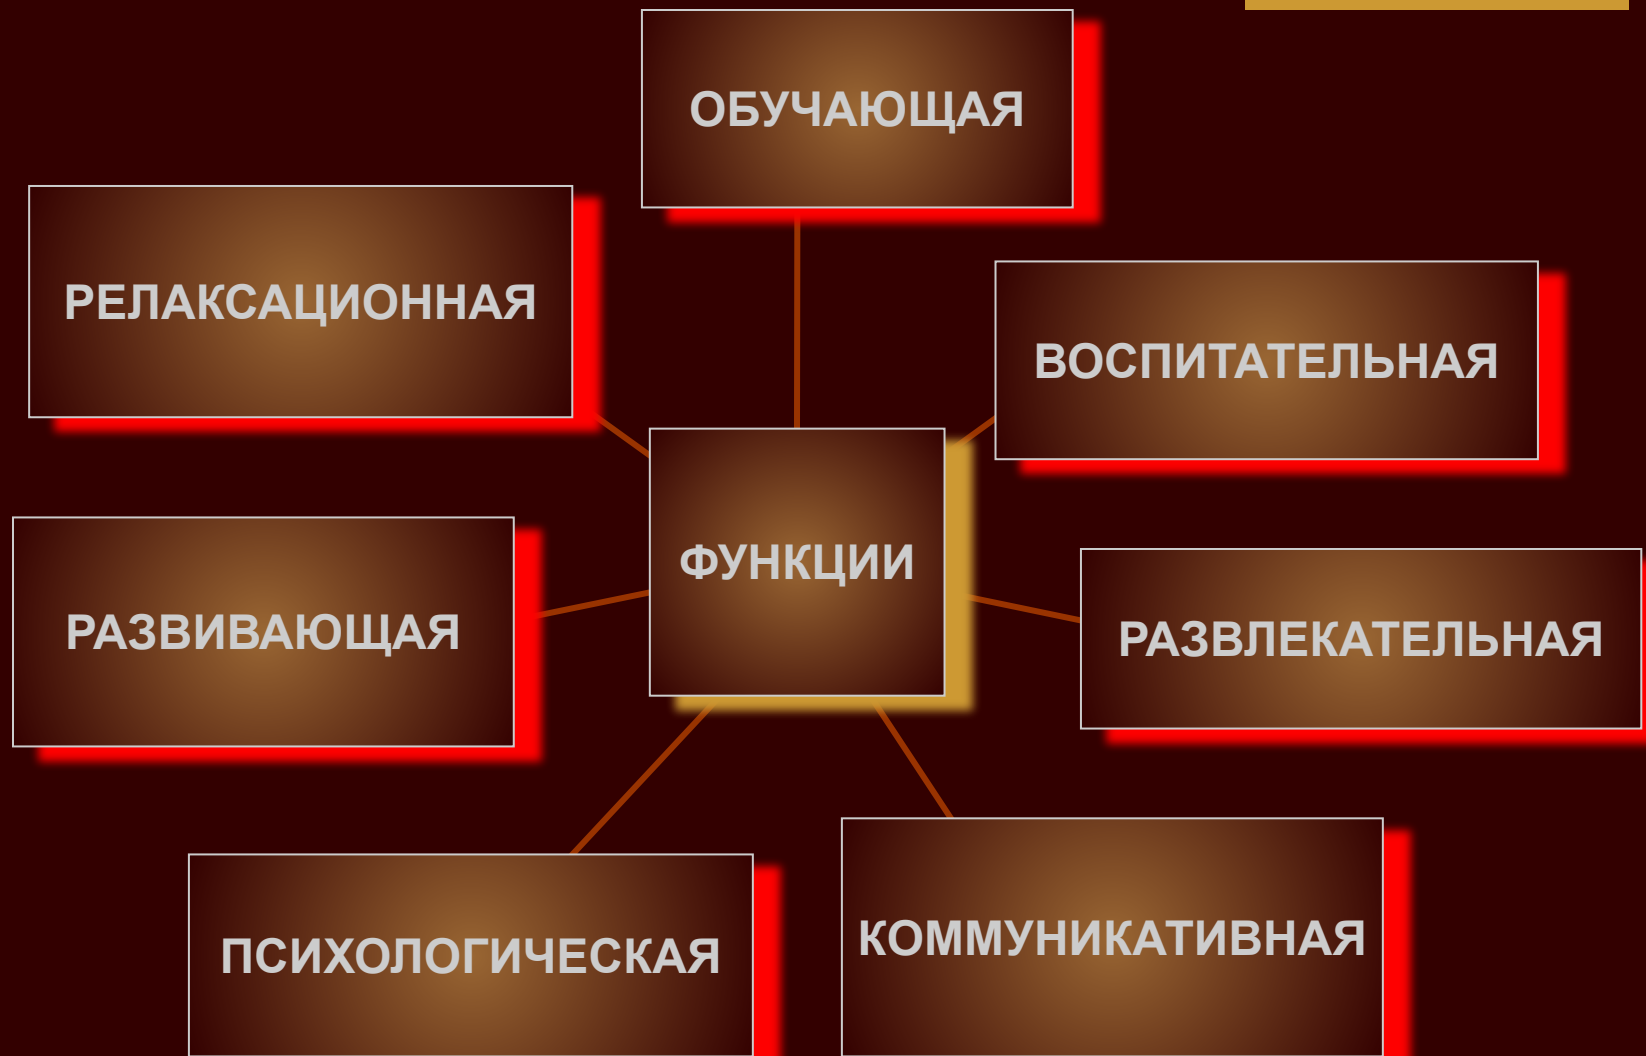 ОБУЧАЮЩАЯ
РЕЛАКСАЦИОННАЯ
ВОСПИТАТЕЛЬНАЯ
ФУНКЦИИ
РАЗВИВАЮЩАЯ
РАЗВЛЕКАТЕЛЬНАЯ
ПСИХОЛОГИЧЕСКАЯ
КОММУНИКАТИВНАЯ